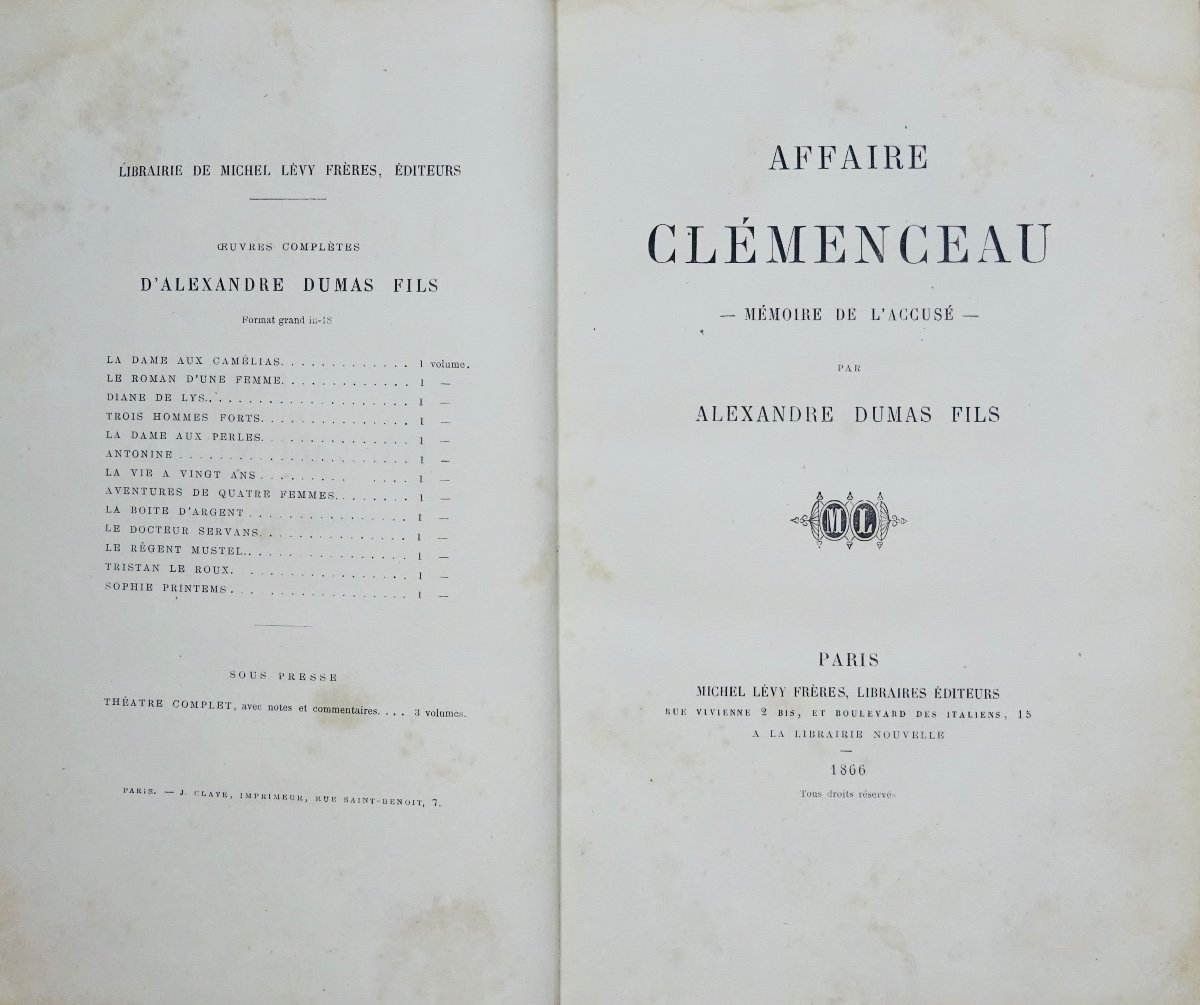 LIBRAIRIE DE MICHEL LÉVY FRÈRES, ÉDITEURS
ŒUVRES COMPLÈTES
D'ALEXANDRE DUMAS FILS
Format grand in-18
LA DAME AUX CAMÉLIAS. . . . . . . . . . . . . 1 volume.
LE ROMAN D'UNE FEMME. . . . . . . . . . . . . 1 —
DIANE DE LYS. . . . . . . . . . . . . . . . . . . . 1 —
TROIS HOMMES FORTS. . . . . . . . . . . . . . . 1 —
LA DAME AUX PERLES. . . . . . . . . . . . . . . 1 —
ANTONINE . . . . . . . . . . . . . . . . . . . . . . . 1 —
LA VIE A VINGT ANS . . . . . . . . . . . . . . . 1 —
AVENTURES DE QUATRE FEMMES. . . . . . . . 1 —
LA BOITE D'ARGENT . . . . . . . . . . . . . . . . 1 —
LE DOCTEUR SERVANS. . . . . . . . . . . . . . . 1 —
LE RÉGENT MUSTEL. . . . . . . . . . . . . . . . . 1 —
TRISTAN LE ROUX. . . . . . . . . . . . . . . . . . 1 —
SOPHIE PRINTEMS . . . . . . . . . . . . . . . . . . 1 —
SOUS PRESSE
THÉATRE COMPLET, avec notes et commentaires. . . . 3 volumes.
PARIS. — J. CLAYE, IMPRIMEUR, RUE SAINT-BENOIT, 7.
AFFAIRE
CLÉMENCEAU
— MÉMOIRE DE L'ACCUSÉ —
PAR
ALEXANDRE DUMAS FILS
ML
PARIS
MICHEL LÉVY FRÈRES, LIBRAIRES ÉDITEURS
RUE VIVIENNE 2 BIS, ET BOULEVARD DES ITALIENS, 15
A LA LIBRAIRIE NOUVELLE
1866
Tous droits réservés